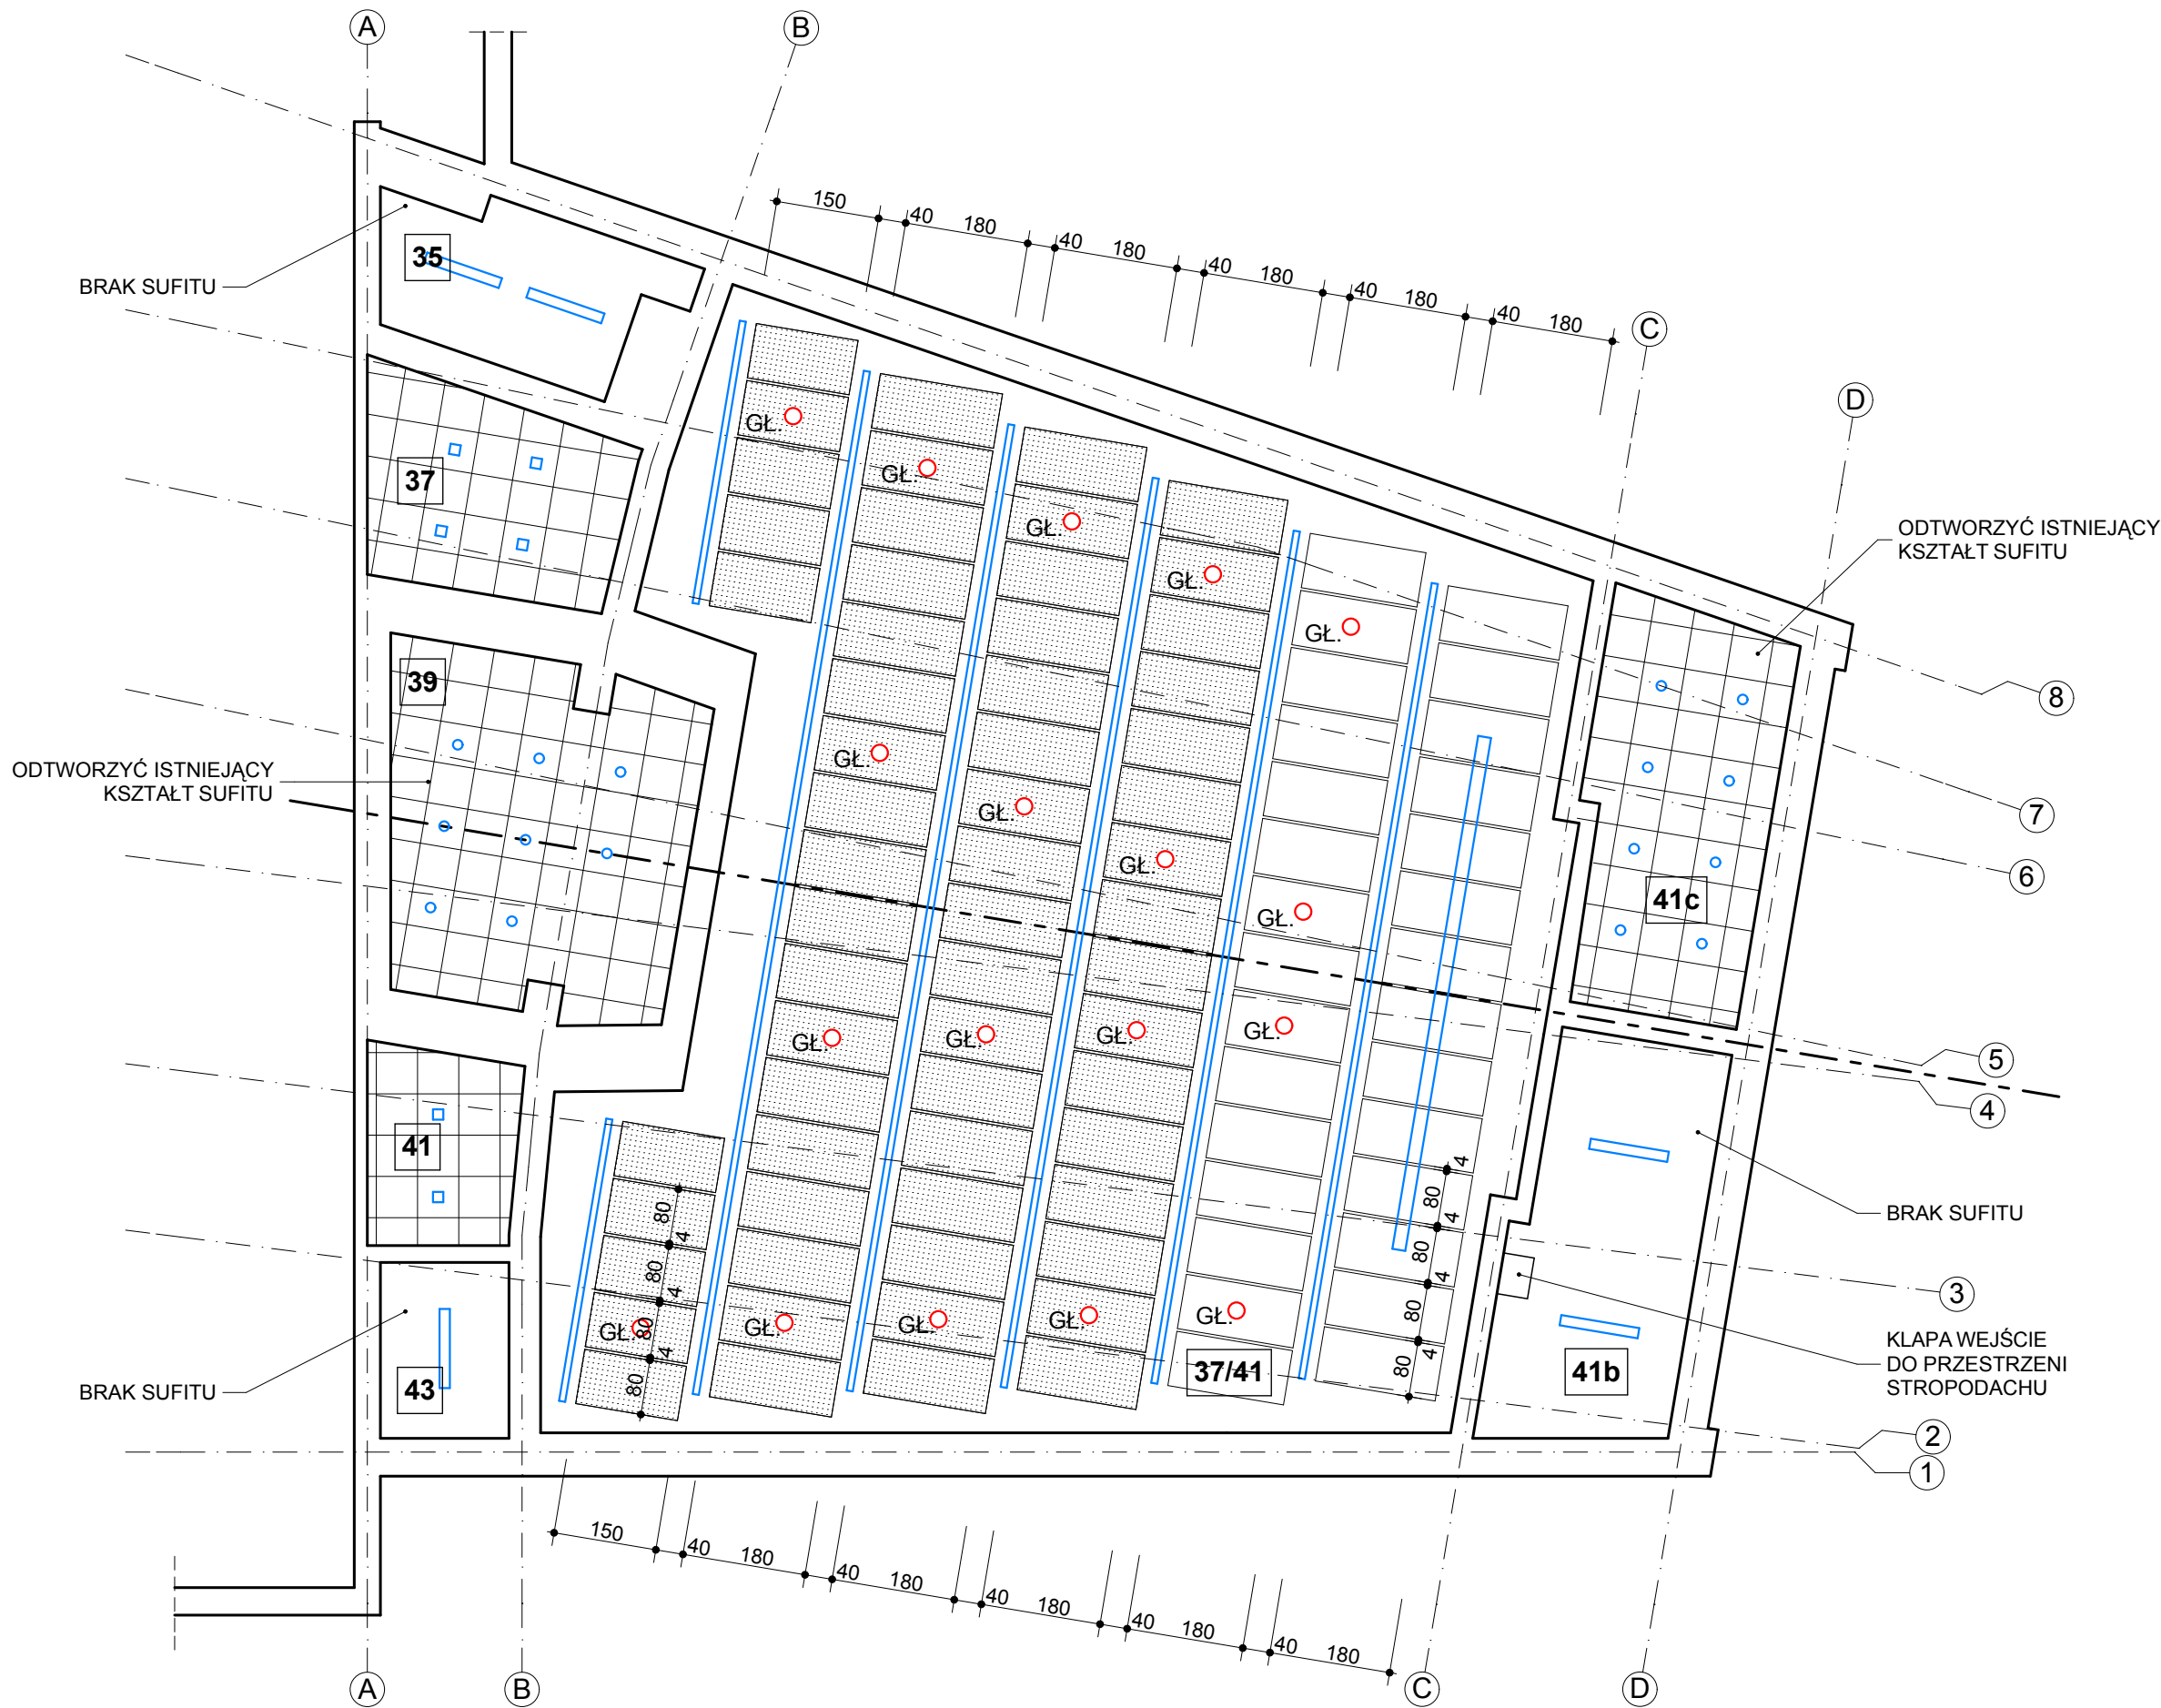 A
B
150
40
180
40
180
40
180
40
180
40
180
C
D
35
BRAK SUFITU
GŁ.
GŁ.
37
GŁ.
GŁ.
ODTWORZYĆ ISTNIEJĄCY
KSZTAŁT SUFITU
GŁ.
39
8
ODTWORZYĆ ISTNIEJĄCY
KSZTAŁT SUFITU
GŁ.
GŁ.
7
GŁ.
6
41c
GŁ.
GŁ.
GŁ.
GŁ.
GŁ.
5
4
41
4
80
4
80
4
80
4
80
80
4
80
4
80
4
80
BRAK SUFITU
3
GŁ.
GŁ.
GŁ.
GŁ.
GŁ.
KLAPA WEJŚCIE
DO PRZESTRZENI
STROPODACHU
37/41
41b
BRAK SUFITU
43
2
1
150
40
180
40
180
40
180
40
180
40
180
A
B
C
D